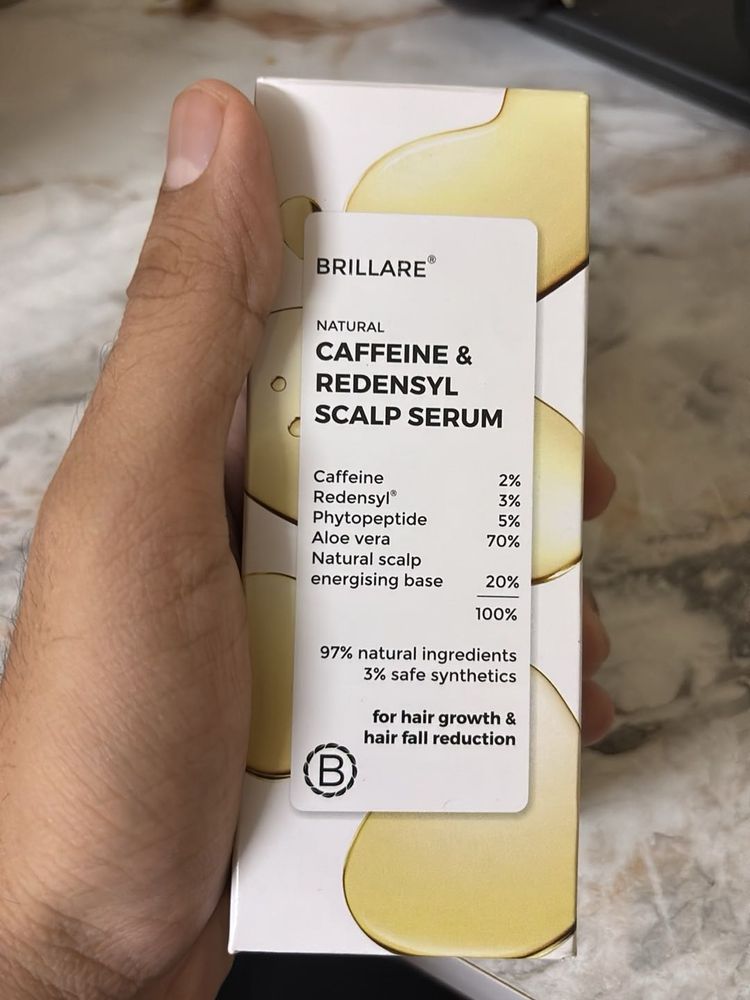 BRILLARE®
NATURAL
CAFFEINE &
REDENSYL
SCALP SERUM
Caffeine 2%
Redensyl® 3%
Phytopeptide 5%
Aloe vera 70%
Natural scalp
energising base 20%
100%
97% natural ingredients
3% safe synthetics
for hair growth &
hair fall reduction
B